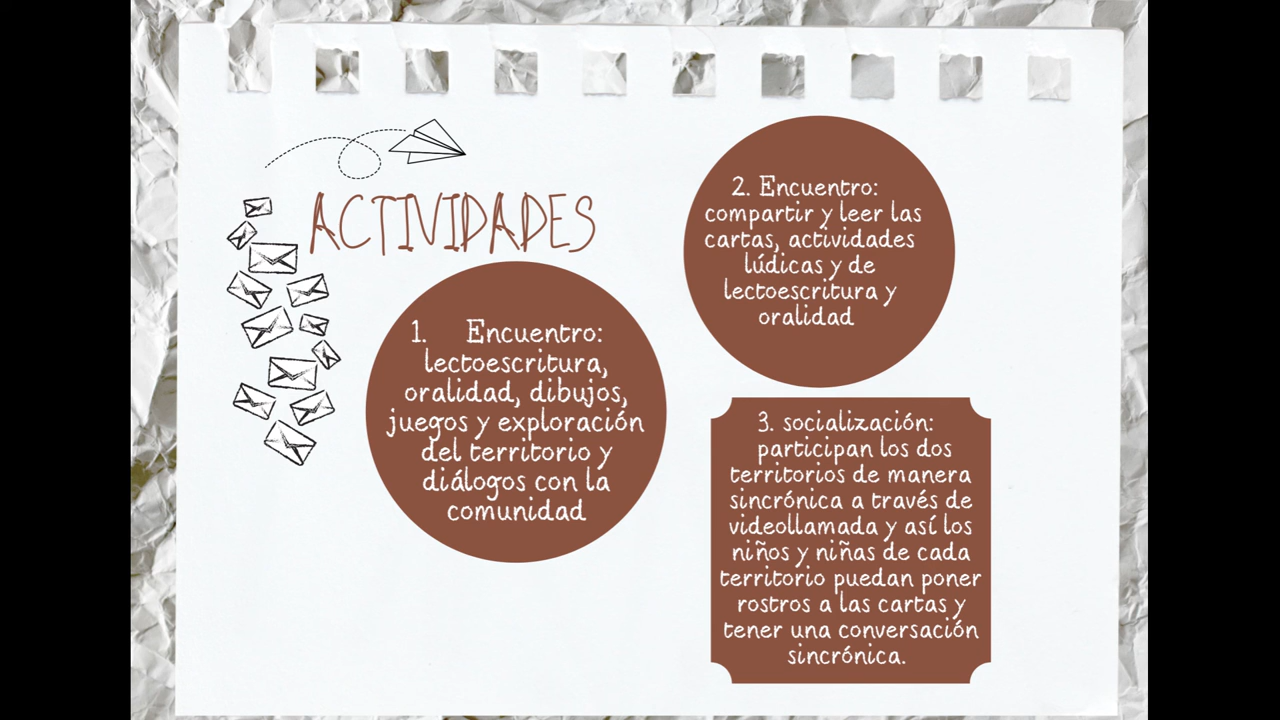 ACTIVIDADES
1. Encuentro:
lectoescritura,
oralidad, dibujos,
juegos y exploración
del territorio y
diálogos con la
comunidad
2. Encuentro:
compartir y leer las
cartas, actividades
lúdicas y de
lectoescritura y
oralidad
3. socialización:
participan los dos
territorios de manera
sincrónica a través de
videollamada y así los
niños y niñas de cada
territorio puedan poner
rostros a las cartas y
tener una conversación
sincrónica.